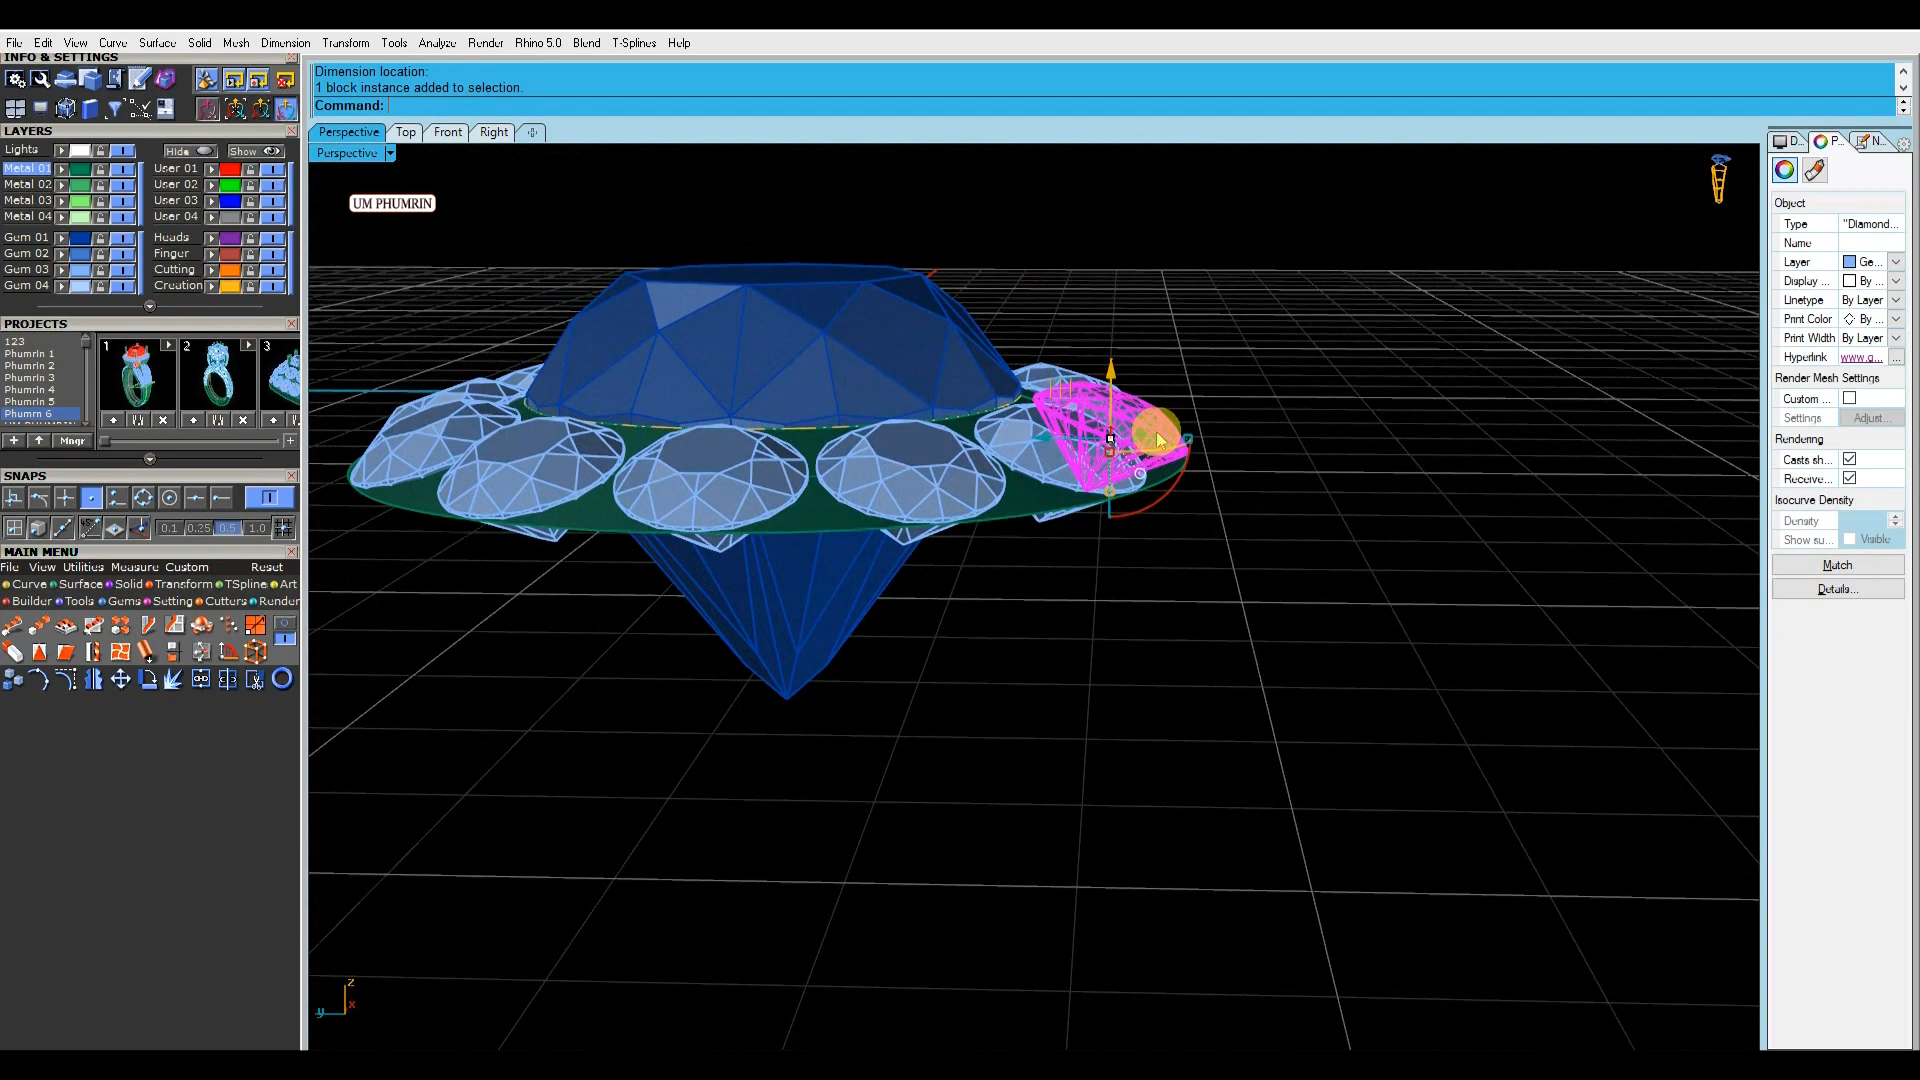 File Edit View Curve Surface Solid Mesh Dimension Transform Tools Analyze Render Rhino 5.0 Blend T-Splines Help
INFO & SETTINGS
Dimension location:
1 block instance added to selection.
Command:
Perspective Top Front Right
Perspective
UM PHUMRIN
LAYERS
Lights Hide Show
Metal 01 User 01
Metal 02 User 02
Metal 03 User 03
Metal 04 User 04
Gem 01 Heads
Gem 02 Finger
Gem 03 Cutting
Gem 04 Creation
PROJECTS
123
Phumrin 1
Phumrin 2
Phumrin 3
Phumrin 4
Phumrin 5
Phumrn 6
1 2 3
Mngr
SNAPS
0.1 0.25 0.5 1.0
MAIN MENU
File View Utilities Measure Custom Reset
Curve Surface Solid Transform TSpline Art
Builder Tools Gems Setting Cutters Render
z
x
y
D... P... N...
Object
Type "Diamond...
Name
Layer Ge...
Display ... By ...
Linetype By Layer
Print Color By ...
Print Width By Layer
Hyperlink www.g... ...
Render Mesh Settings
Custom ...
Settings Adjust...
Rendering
Casts sh...
Receive...
Isocurve Density
Density
Show su... Visible
Match
Details...